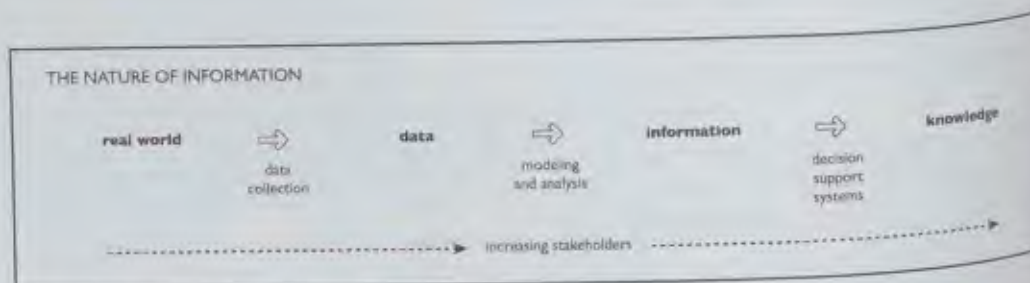 THE NATURE OF INFORMATION
real world
data
information
knowledge
data
collection
modeling
and analysis
decision
support
systems
increasing stakeholders